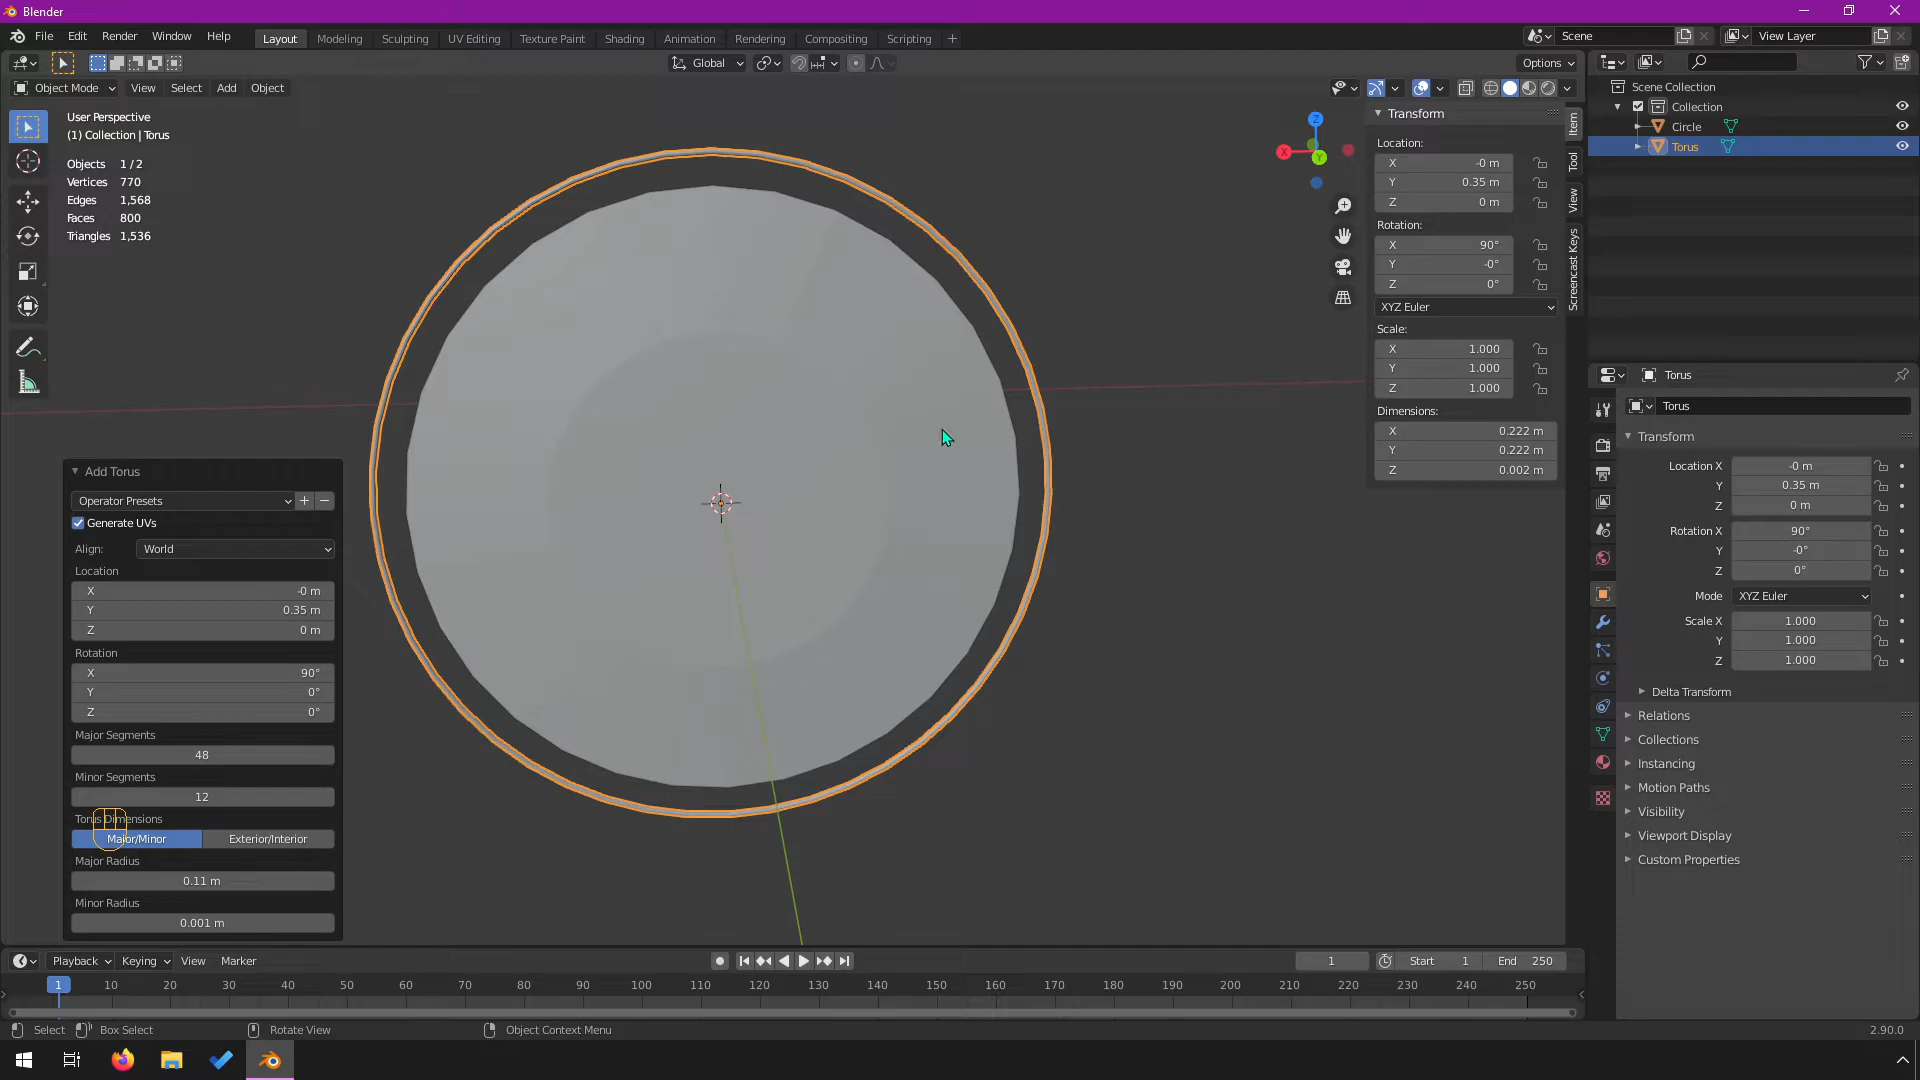 Blender
File Edit Render Window Help
Layout Modeling Sculpting UV Editing Texture Paint Shading Animation Rendering Compositing Scripting +
Scene
View Layer
Global
Options
Object Mode View Select Add Object
User Perspective
(1) Collection | Torus
Objects 1 / 2
Vertices 770
Edges 1,568
Faces 800
Triangles 1,536
Z
X
Y
Transform
Location:
X -0 m
Y 0.35 m
Z 0 m
Rotation:
X 90°
Y -0°
Z 0°
XYZ Euler
Scale:
X 1.000
Y 1.000
Z 1.000
Dimensions:
X 0.222 m
Y 0.222 m
Z 0.002 m
Item
Tool
View
Screencast Keys
Scene Collection
Collection
Circle
Torus
Torus
Torus
Transform
Location X -0 m
Y 0.35 m
Z 0 m
Rotation X 90°
Y -0°
Z 0°
Mode XYZ Euler
Scale X 1.000
Y 1.000
Z 1.000
Delta Transform
Relations
Collections
Instancing
Motion Paths
Visibility
Viewport Display
Custom Properties
Add Torus
Operator Presets + −
Generate UVs
Align: World
Location
X -0 m
Y 0.35 m
Z 0 m
Rotation
X 90°
Y 0°
Z 0°
Major Segments
48
Minor Segments
12
Torus Dimensions
Major/Minor Exterior/Interior
Major Radius
0.11 m
Minor Radius
0.001 m
Playback Keying View Marker
1
Start 1
End 250
1 10 20 30 40 50 60 70 80 90 100 110 120 130 140 150 160 170 180 190 200 210 220 230 240 250
Select Box Select Rotate View Object Context Menu
2.90.0